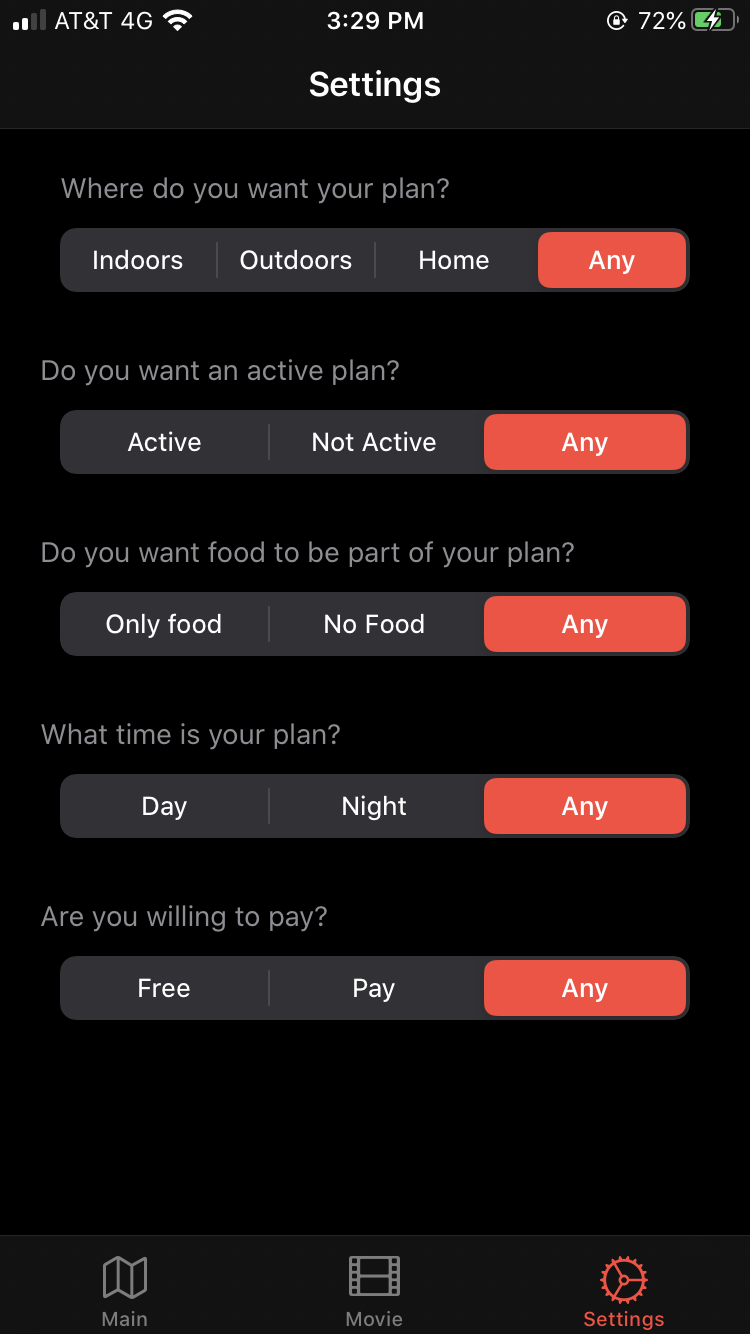 AT&T 4G 3:29 PM 72%
Settings
Where do you want your plan?
Indoors Outdoors Home Any
Do you want an active plan?
Active Not Active Any
Do you want food to be part of your plan?
Only food No Food Any
What time is your plan?
Day Night Any
Are you willing to pay?
Free Pay Any
Main Movie Settings